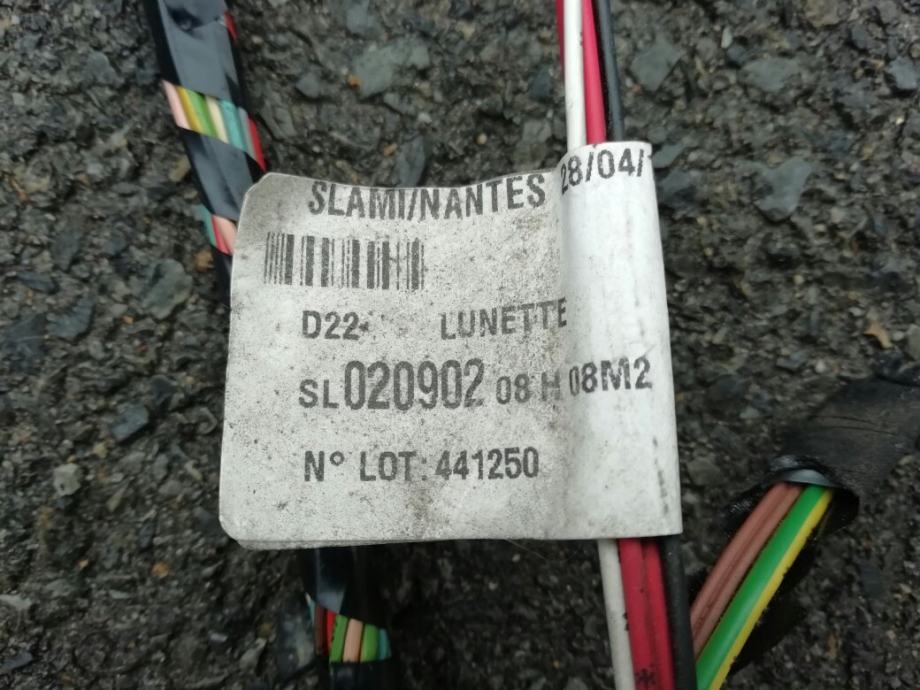 SLAMI/NANTES 28/04/
D22 LUNETTE
SL020902 08 H 08M2
N° LOT: 441250